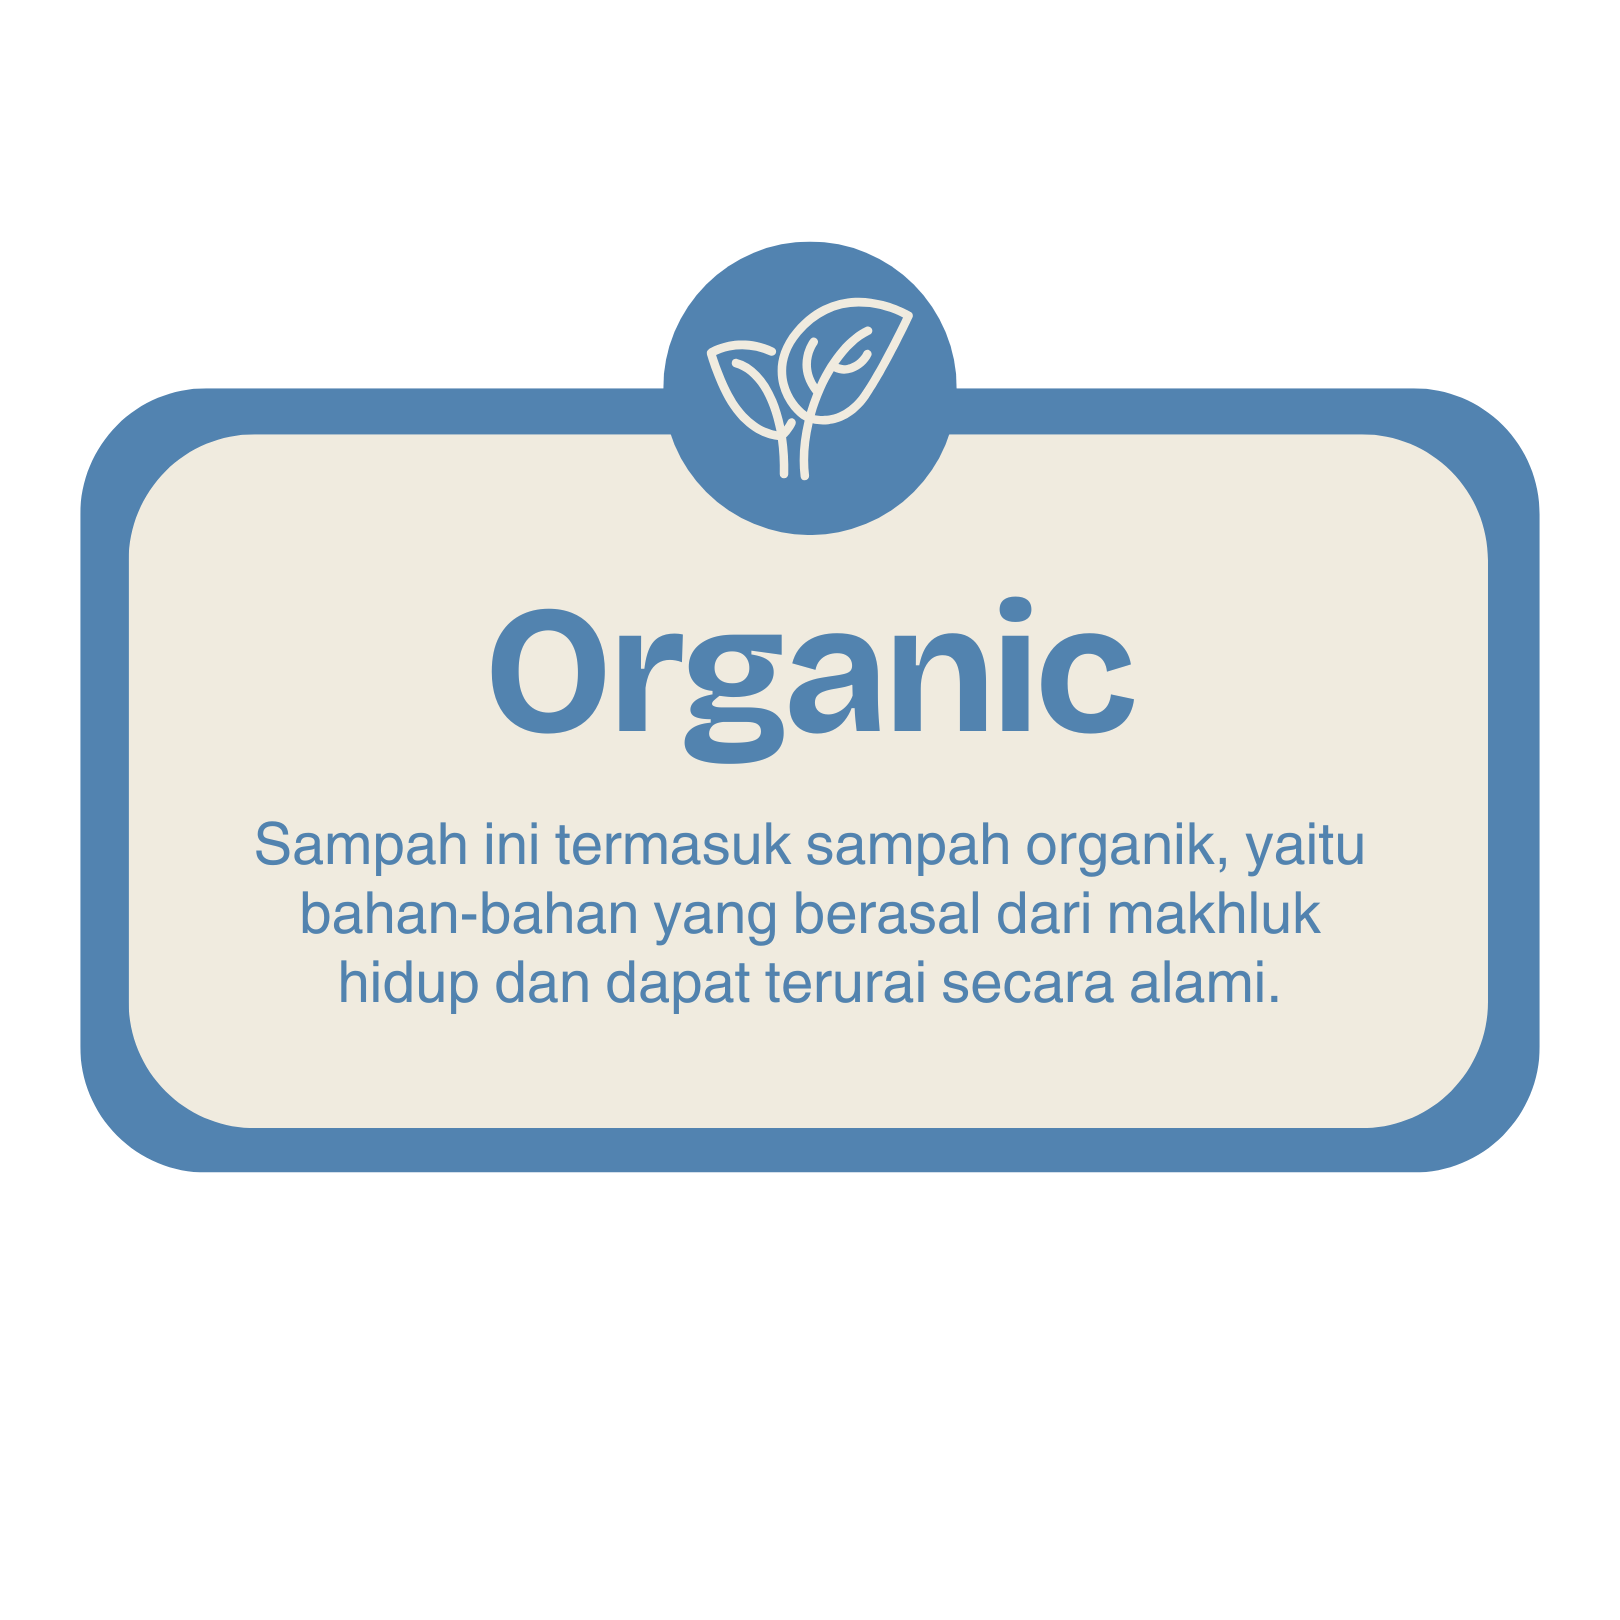 Organic
Sampah ini termasuk sampah organik, yaitu
bahan-bahan yang berasal dari makhluk
hidup dan dapat terurai secara alami.